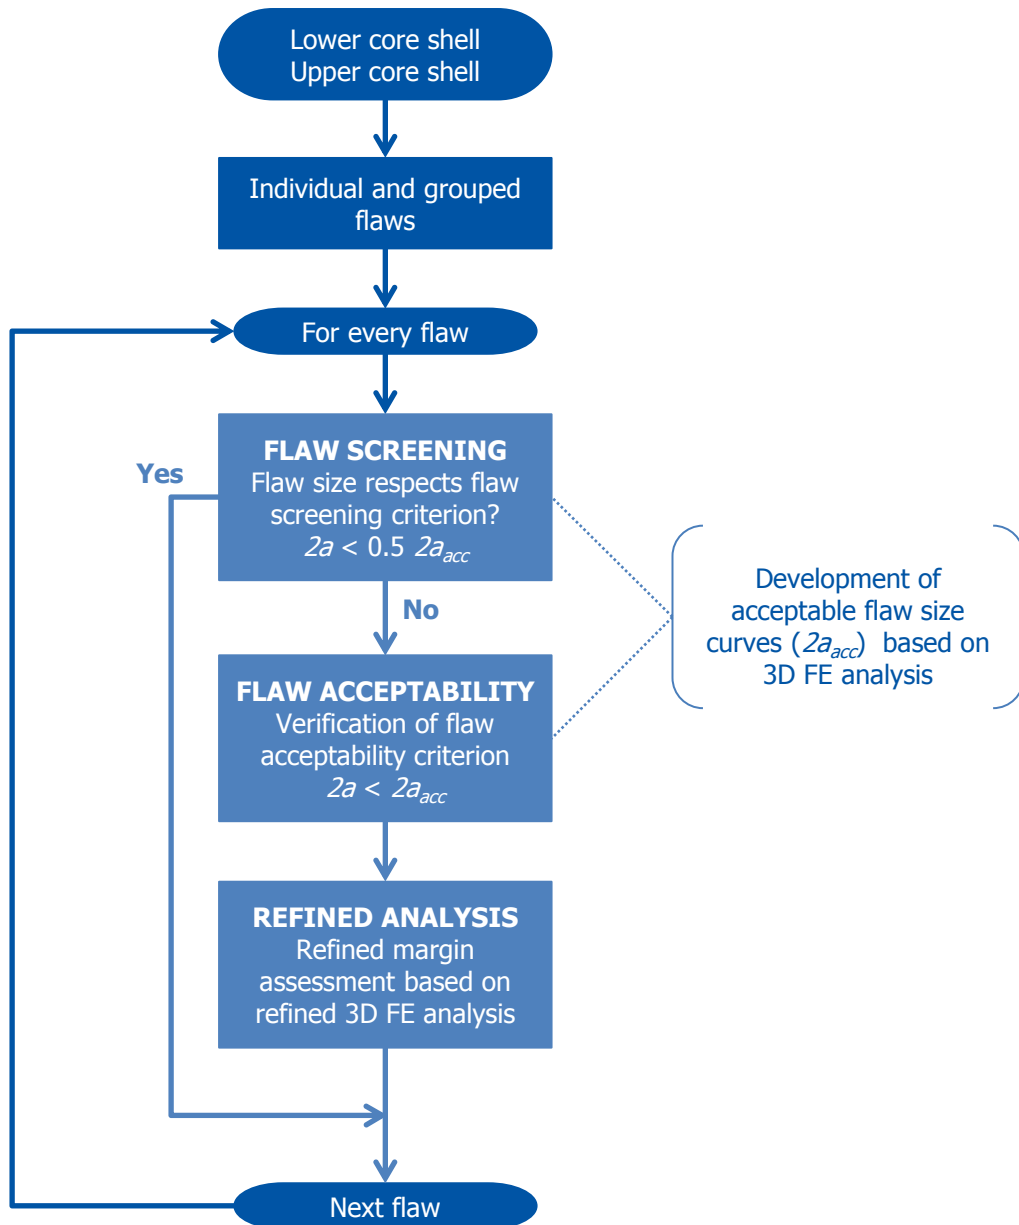 Lower core shell
Upper core shell
Individual and grouped
flaws
For every flaw
FLAW SCREENING
Flaw size respects flaw
screening criterion?
2a < 0.5 2a_acc
Yes
No
Development of
acceptable flaw size
curves (2a_acc) based on
3D FE analysis
FLAW ACCEPTABILITY
Verification of flaw
acceptability criterion
2a < 2a_acc
REFINED ANALYSIS
Refined margin
assessment based on
refined 3D FE analysis
Next flaw